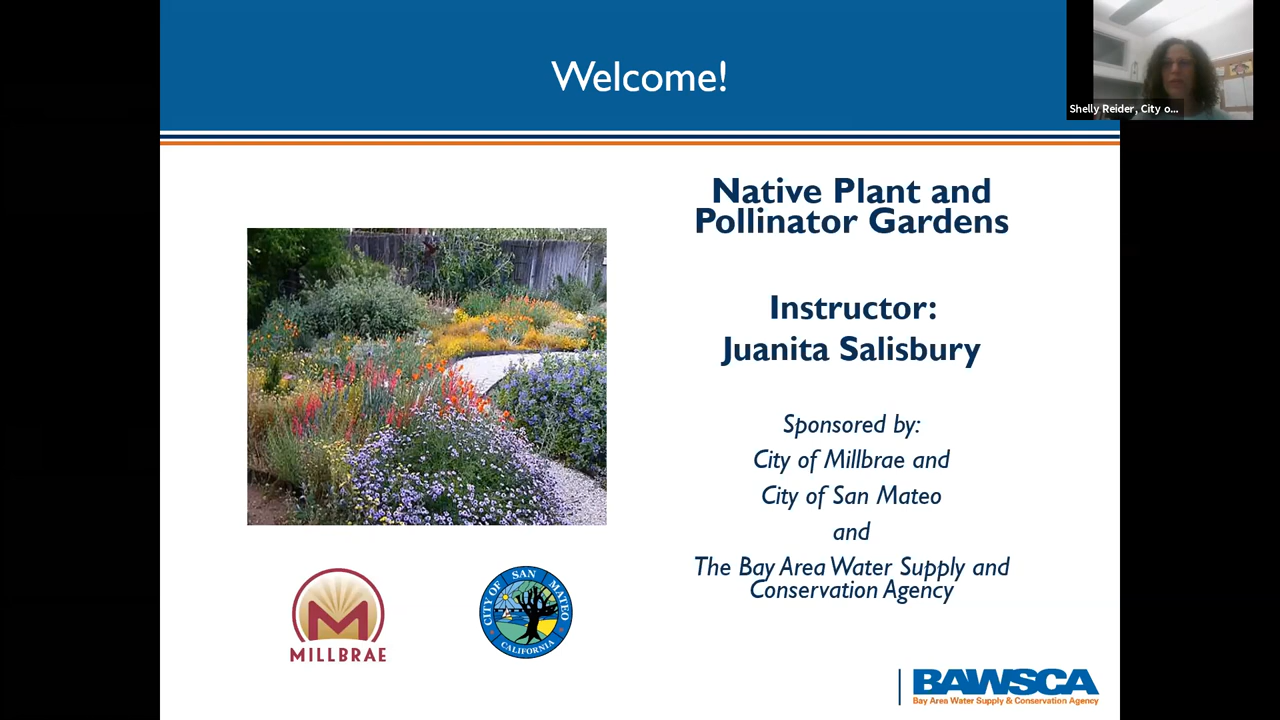 Welcome!
Shelly Reider, City o...
Native Plant and
Pollinator Gardens
Instructor:
Juanita Salisbury
Sponsored by:
City of Millbrae and
City of San Mateo
and
The Bay Area Water Supply and
Conservation Agency
MILLBRAE
CITY OF SAN MATEO
CALIFORNIA
BAWSCA
Bay Area Water Supply & Conservation Agency